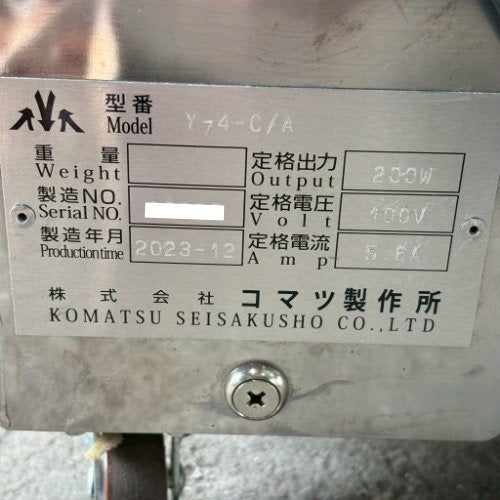 型番 Model Y-4-C/A
重量 Weight
定格出力 Output 200W
製造NO. Serial NO.
定格電圧 Volt 100V
製造年月 Productiontime 2023-12
定格電流 Amp 5.8A
株式会社 コマツ製作所
KOMATSU SEISAKUSHO CO.,LTD